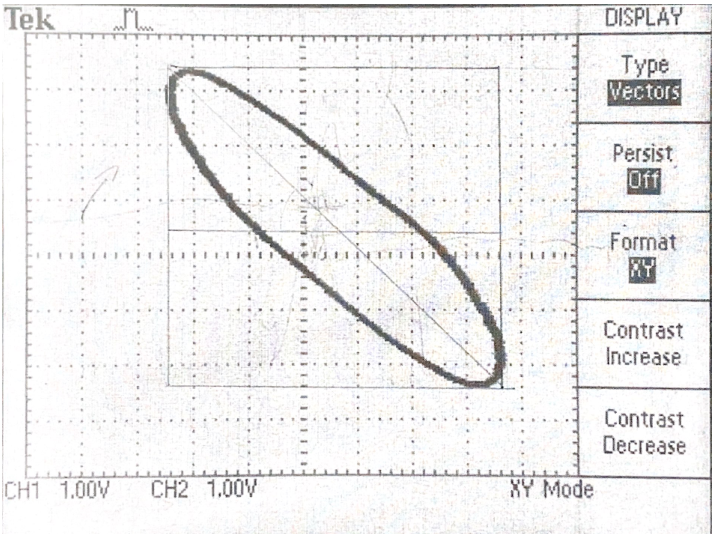 Tek
DISPLAY
Type
Vectors
Persist
Off
Format
XY
Contrast
Increase
Contrast
Decrease
CH1 1.00V CH2 1.00V XY Mode